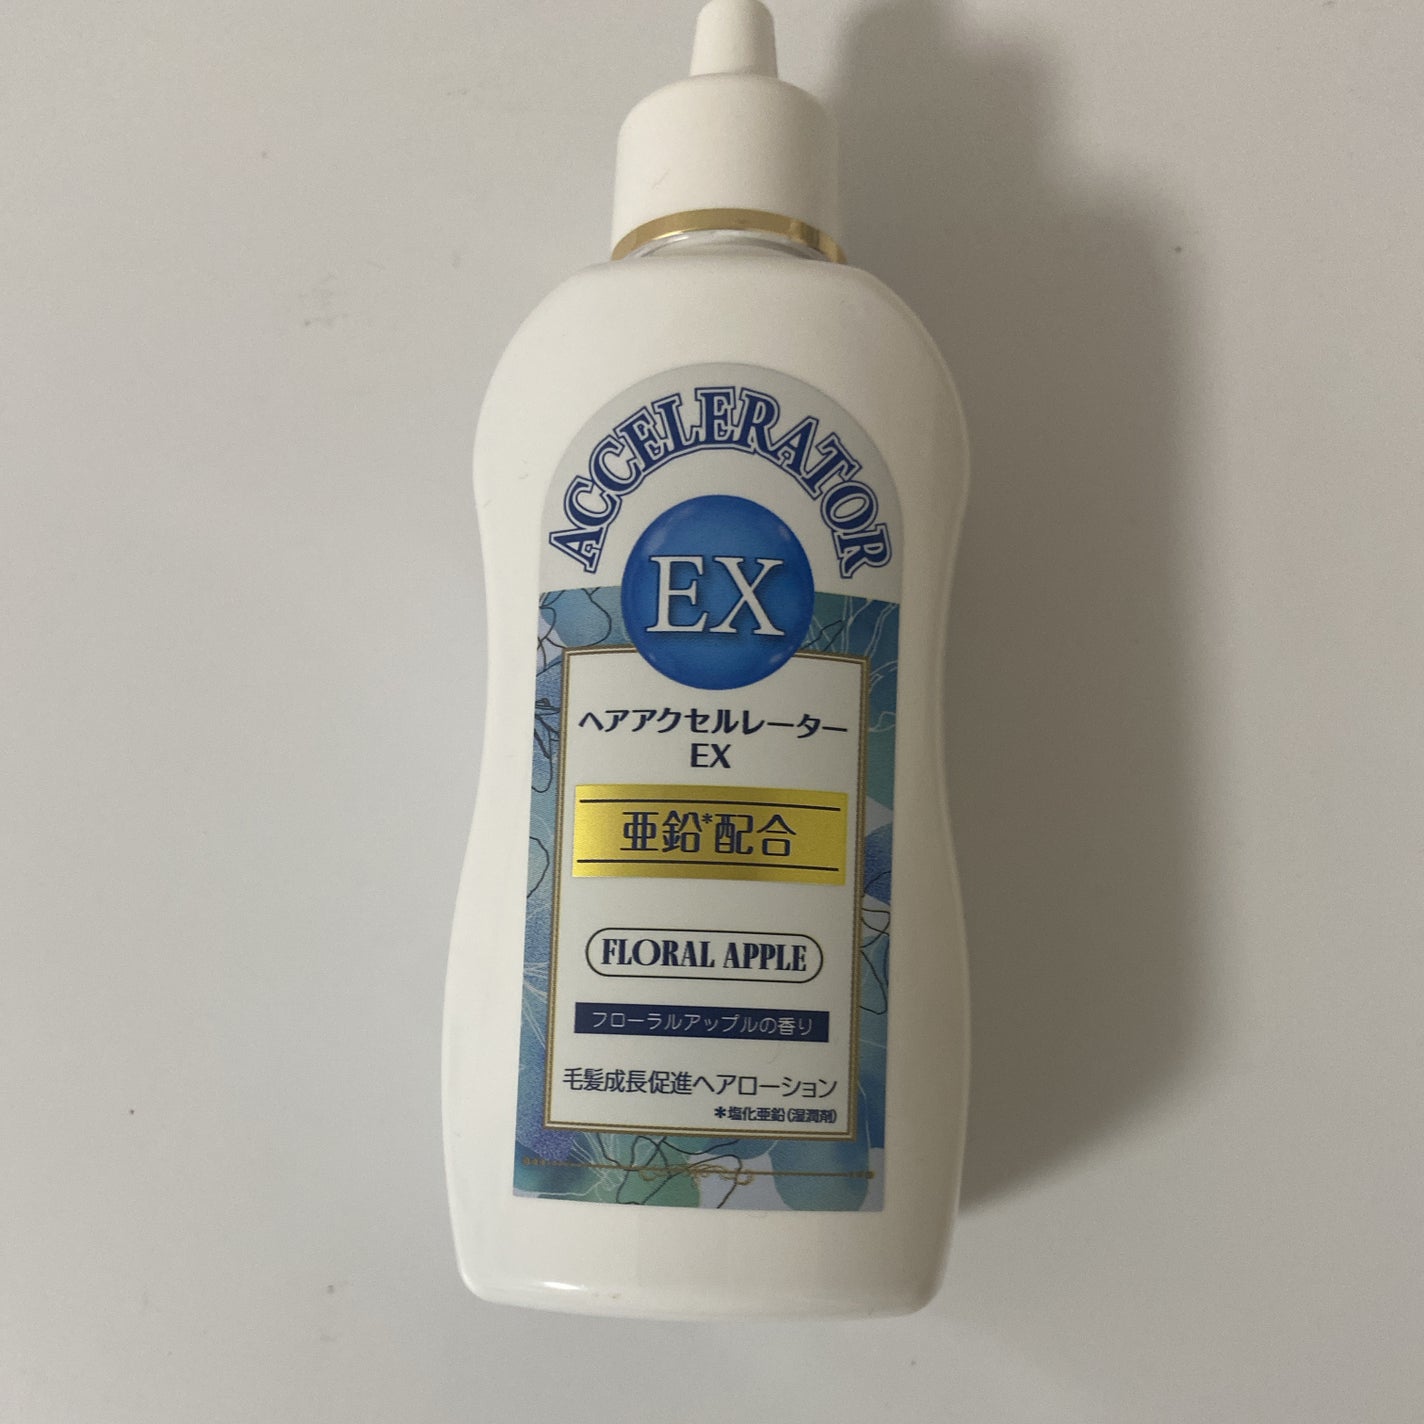 ACCELERATOR
EX
ヘアアクセルレーター
EX
亜鉛*配合
FLORAL APPLE
フローラルアップルの香り
毛髪成長促進ヘアローション
*塩化亜鉛(湿潤剤)